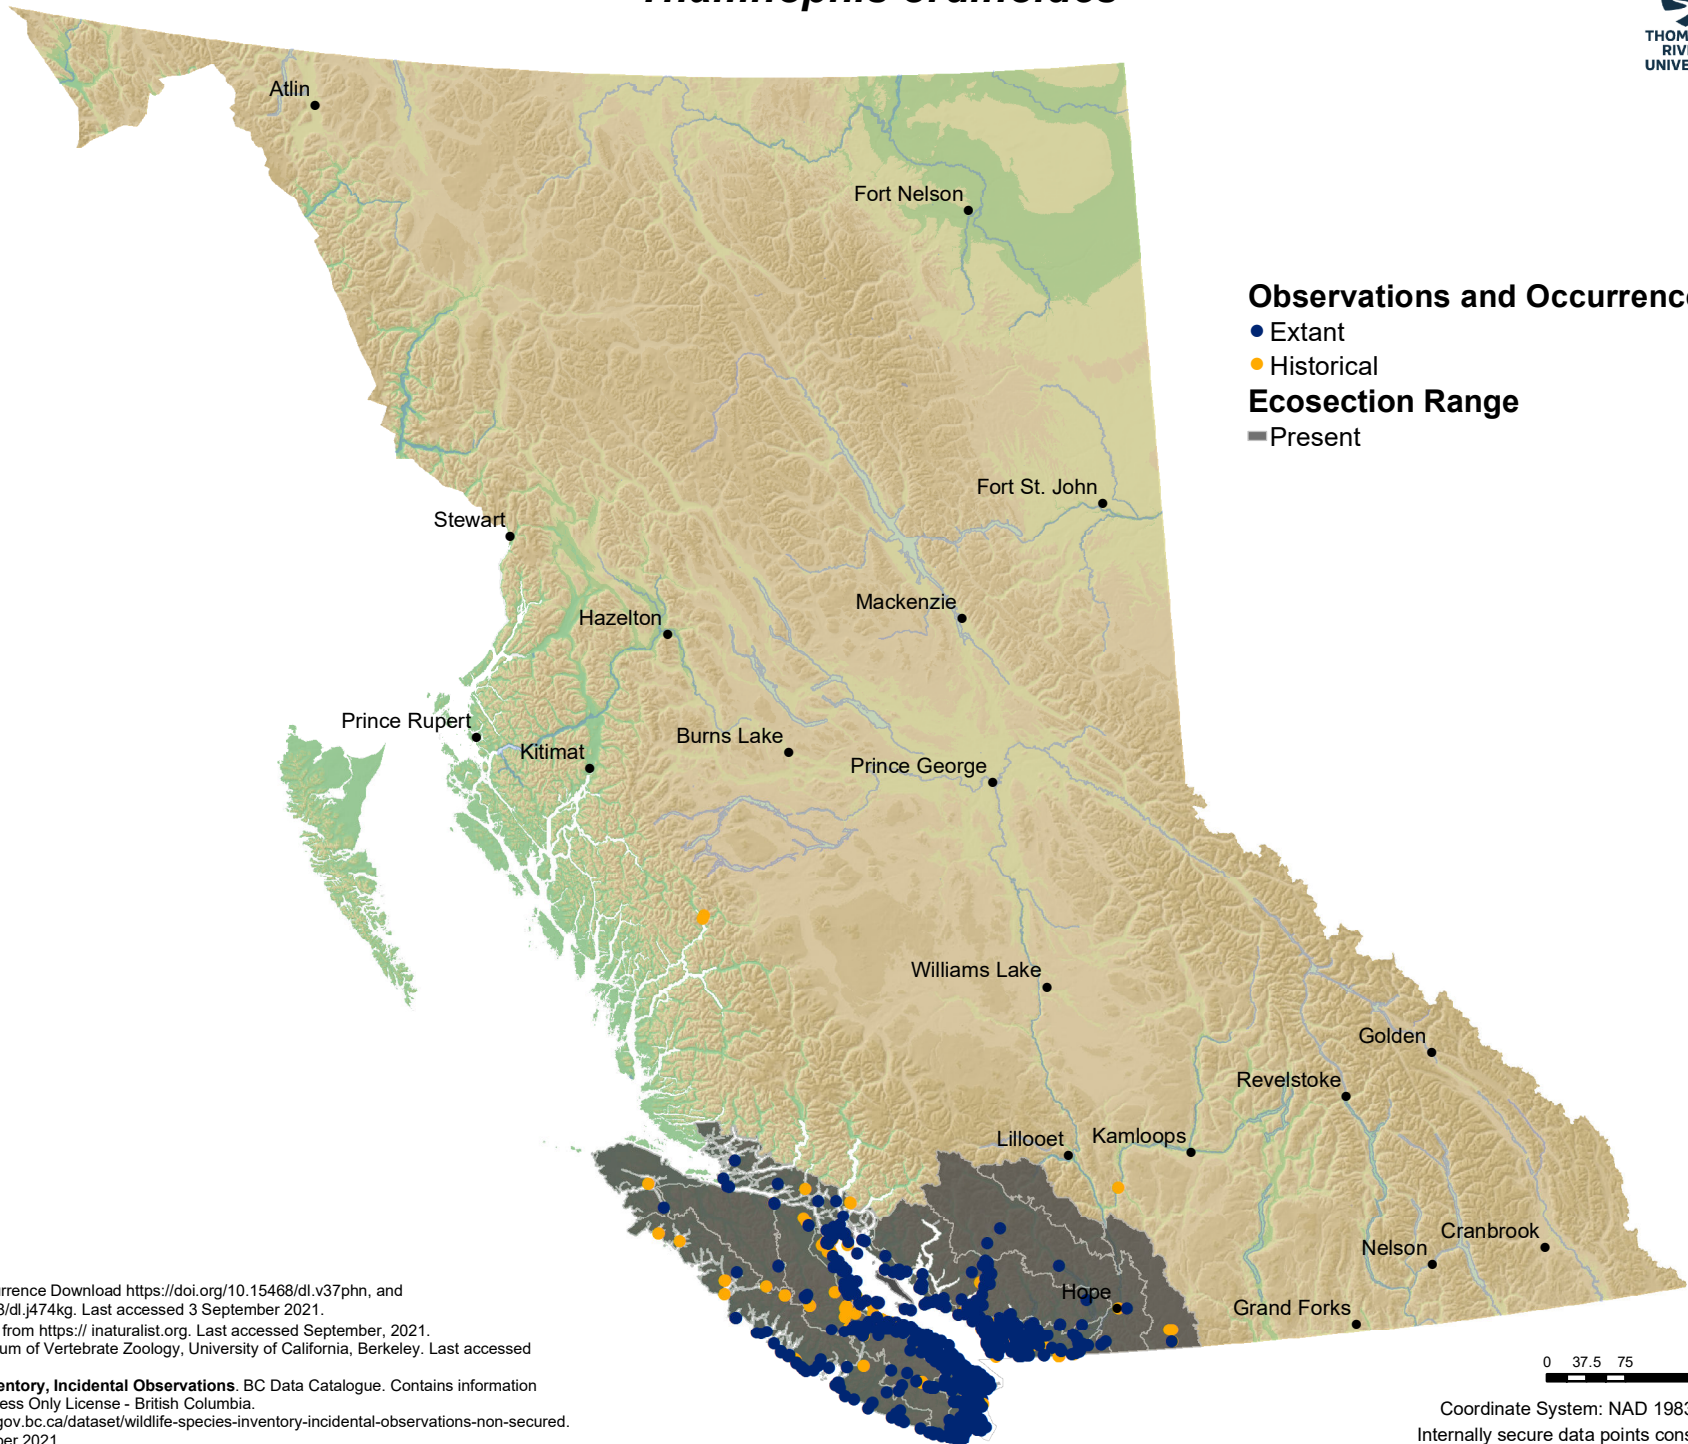 Atlin
Fort Nelson
Observations and Occurrenc
Extant
Historical
Ecosection Range
Present
Fort St. John
Stewart
Mackenzie
Hazelton
Prince Rupert
Burns Lake
Kitimat
Prince George
Williams Lake
Golden
Revelstoke
Lillooet
Kamloops
Cranbrook
Nelson
Hope
Grand Forks
urrence Download https://doi.org/10.15468/dl.v37phn, and
/dl.j474kg. Last accessed 3 September 2021.
from https:// inaturalist.org. Last accessed September, 2021.
um of Vertebrate Zoology, University of California, Berkeley. Last accessed
entory, Incidental Observations. BC Data Catalogue. Contains information
ess Only License - British Columbia.
gov.bc.ca/dataset/wildlife-species-inventory-incidental-observations-non-secured.
ber 2021
0 37.5 75
Coordinate System: NAD 1983
Internally secure data points cons